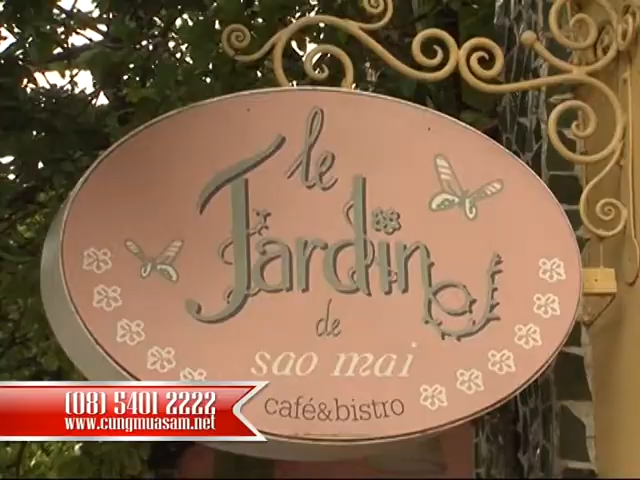 le
Jardin
de
sao mai
café&bistro
(08) 5401 2222
www.cungmuasam.net